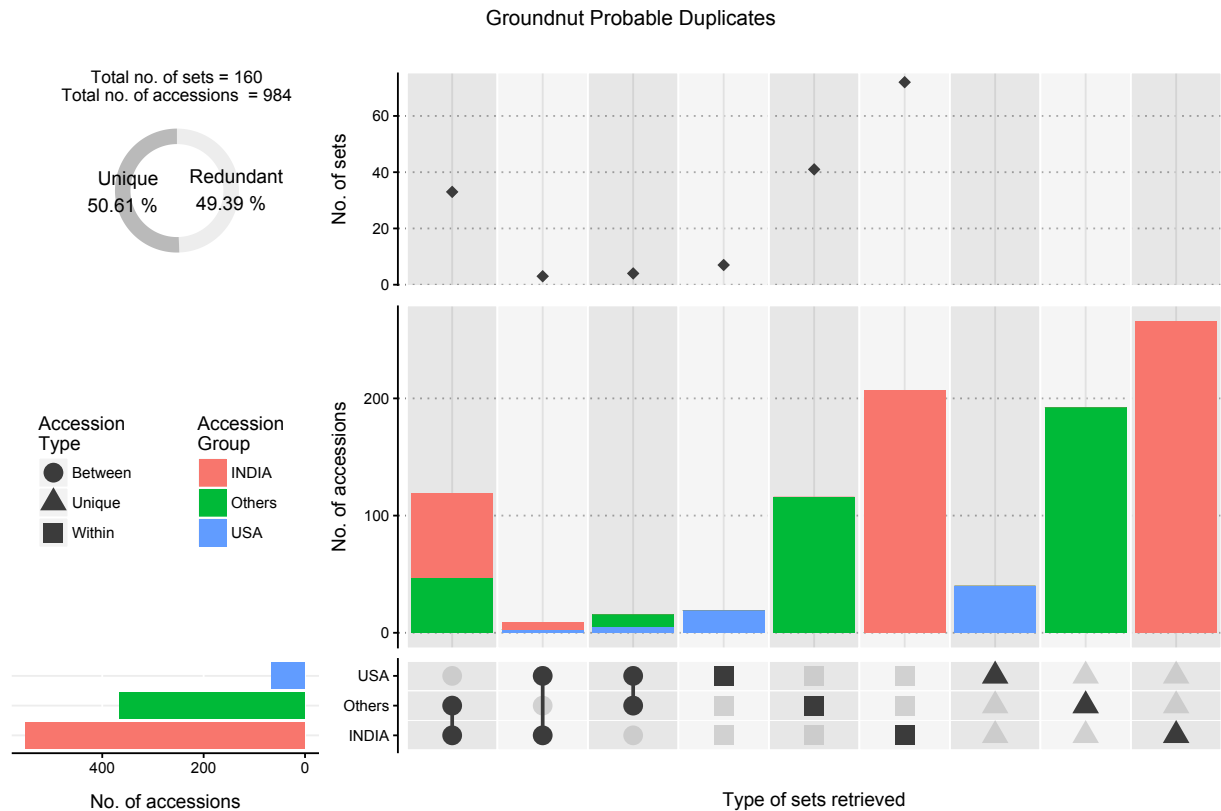 Groundnut Probable Duplicates
Total no. of sets = 160
Total no. of accessions = 984
Unique
50.61 %
Redundant
49.39 %
No. of sets
60
40
20
0
No. of accessions
200
100
0
Accession
Type
Between
Unique
Within
Accession
Group
INDIA
Others
USA
USA
Others
INDIA
400
200
0
No. of accessions
Type of sets retrieved